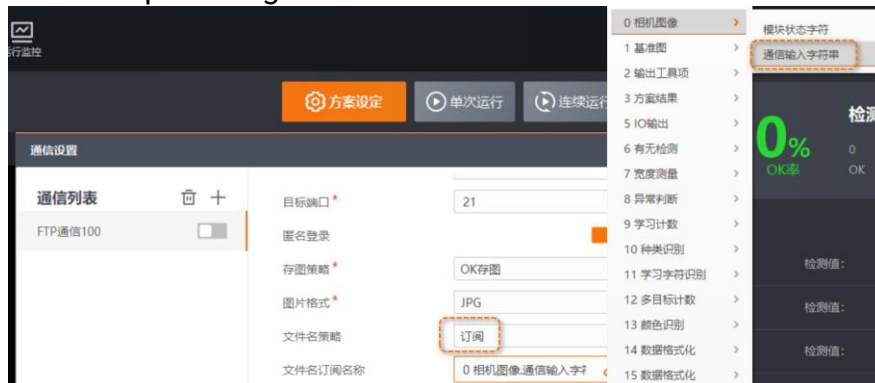 运行监控
方案设定
单次运行
连续运行
通信设置
通信列表
FTP通信100
目标端口*
21
匿名登录
存图策略*
OK存图
图片格式*
JPG
文件名策略
订阅
文件名订阅名称
0 相机图像.通信输入字符
0 相机图像
1 基准图
2 输出工具项
3 方案结果
5 IO输出
6 有无检测
7 宽度测量
8 异常判断
9 学习计数
10 种类识别
11 学习字符识别
12 多目标计数
13 颜色识别
14 数据格式化
15 数据格式化
模块状态字符
通信输入字符串
0%
OK率
检测
0
OK
检测值:
检测值:
检测值: